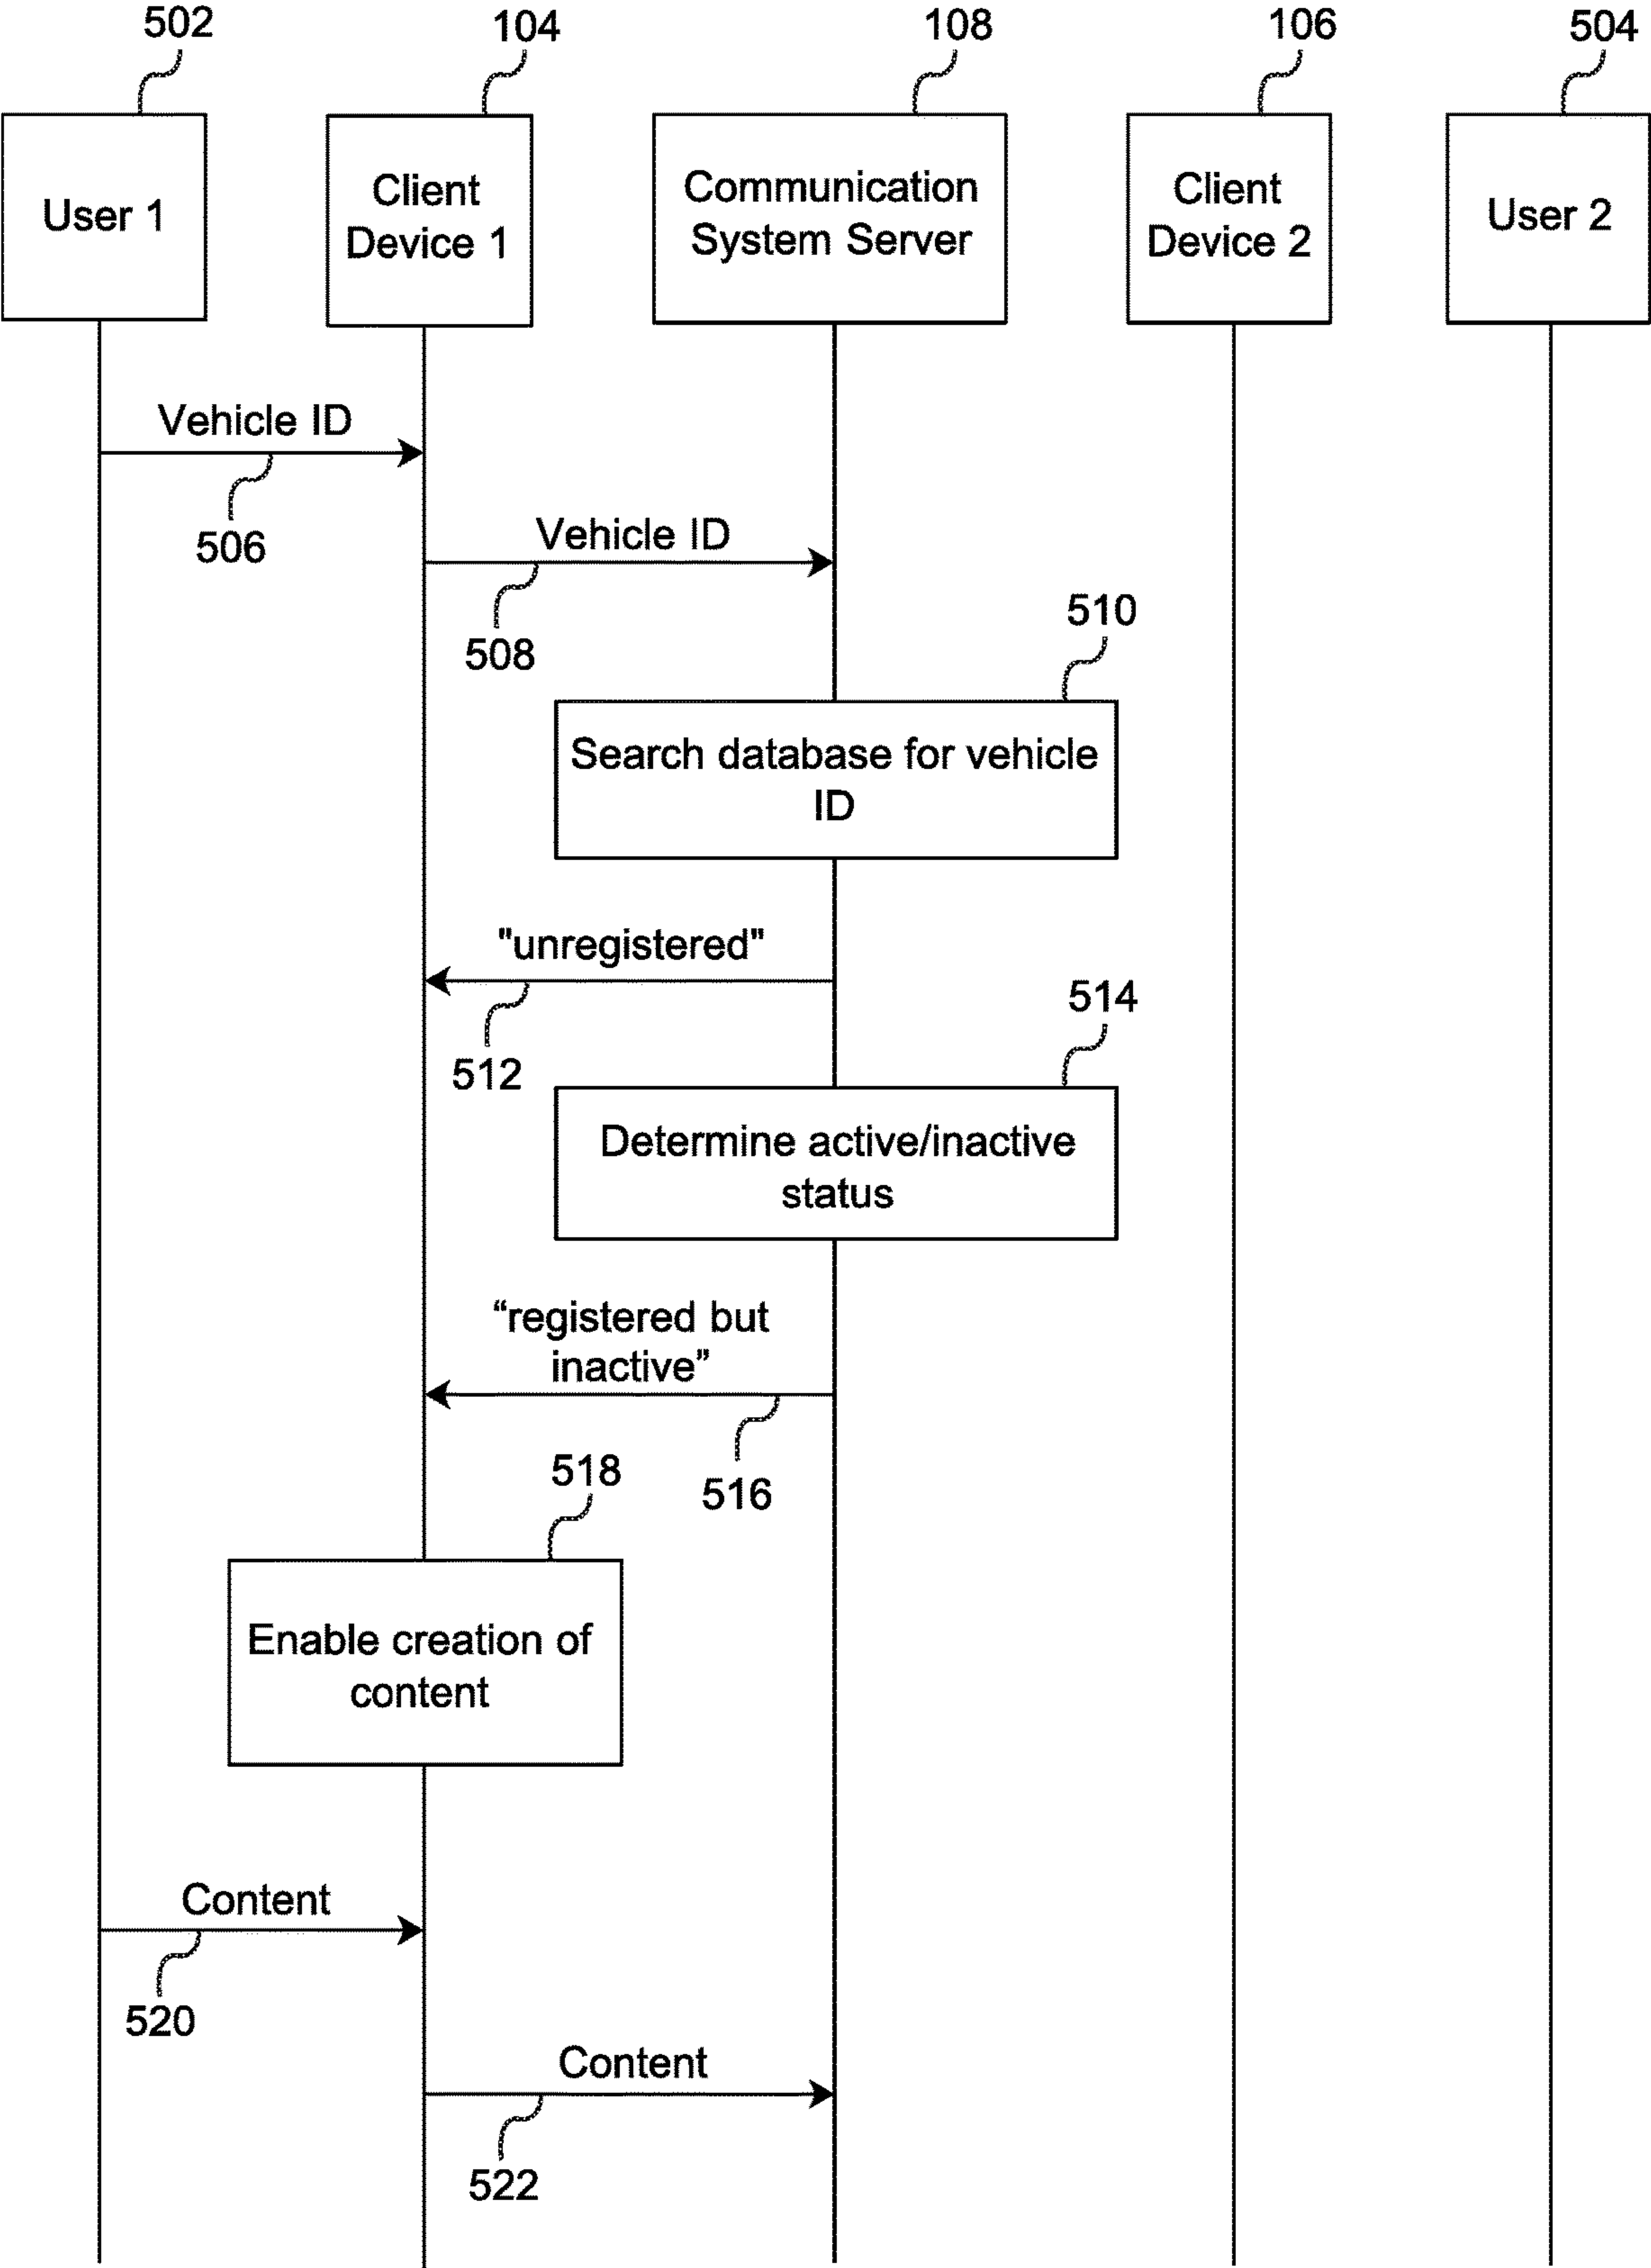 502
104
108
106
504
User 1
Client
Device 1
Communication
System Server
Client
Device 2
User 2
Vehicle ID
506
Vehicle ID
508
510
Search database for vehicle
ID
"unregistered"
512
514
Determine active/inactive
status
“registered but
inactive”
516
518
Enable creation of
content
Content
520
Content
522